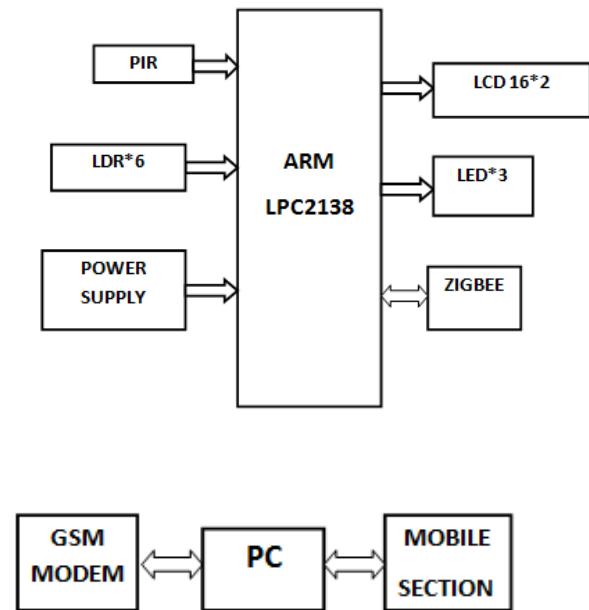 PIR
LCD 16*2
LDR*6
ARM
LPC2138
LED*3
POWER
SUPPLY
ZIGBEE
GSM
MODEM
PC
MOBILE
SECTION